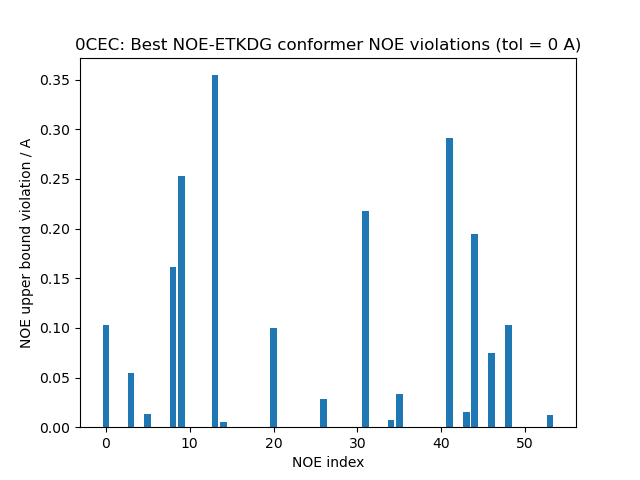 0CEC: Best NOE-ETKDG conformer NOE violations (tol = 0 A)
NOE upper bound violation / A
0.35
0.30
0.25
0.20
0.15
0.10
0.05
0.00
0 10 20 30 40 50
NOE index